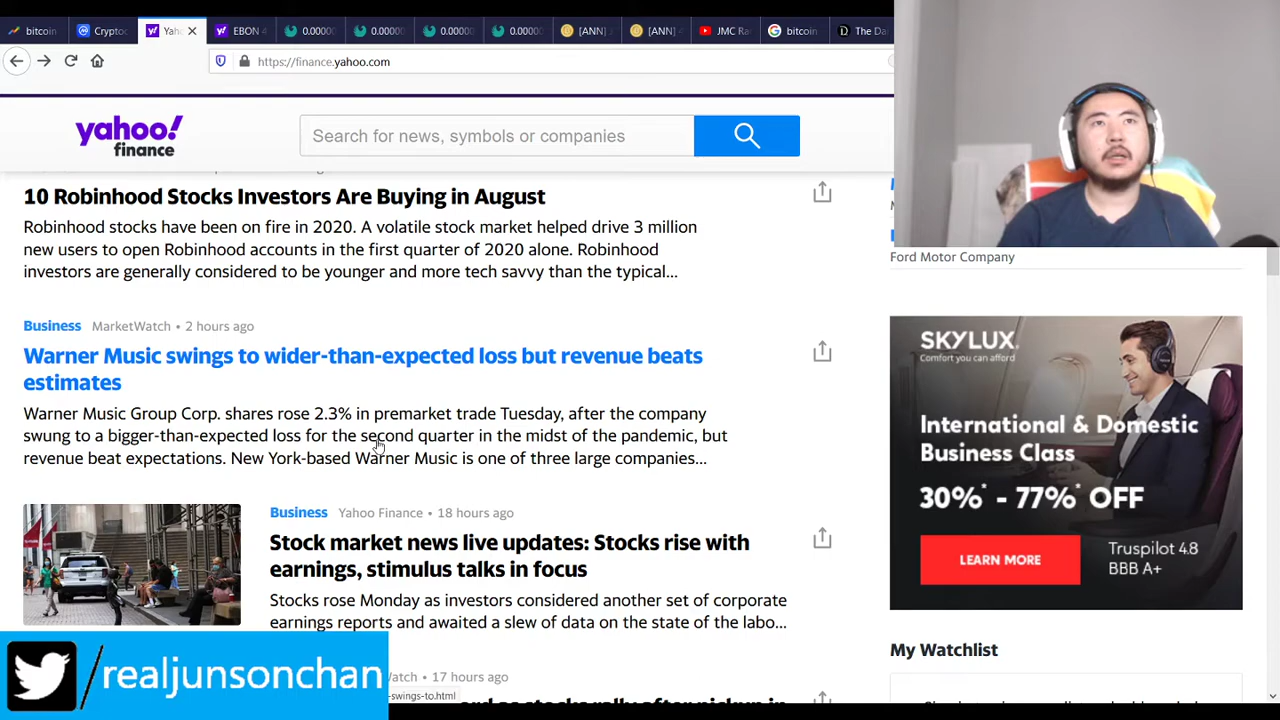 bitcoin
Cryptoc
Yah
EBON
0.0000
0.0000
0.0000
0.0000
[ANN]
[ANN]
JMC Ra
bitcoin
The Da
https://finance.yahoo.com
yahoo!
finance
Search for news, symbols or companies
10 Robinhood Stocks Investors Are Buying in August
Robinhood stocks have been on fire in 2020. A volatile stock market helped drive 3 million
new users to open Robinhood accounts in the first quarter of 2020 alone. Robinhood
investors are generally considered to be younger and more tech savvy than the typical...
Business MarketWatch • 2 hours ago
Warner Music swings to wider-than-expected loss but revenue beats
estimates
Warner Music Group Corp. shares rose 2.3% in premarket trade Tuesday, after the company
swung to a bigger-than-expected loss for the second quarter in the midst of the pandemic, but
revenue beat expectations. New York-based Warner Music is one of three large companies...
Business Yahoo Finance • 18 hours ago
Stock market news live updates: Stocks rise with
earnings, stimulus talks in focus
Stocks rose Monday as investors considered another set of corporate
earnings reports and awaited a slew of data on the state of the labo...
Watch • 17 hours ago
-swings-to.html
/realjunsonchan
Ford Motor Company
SKYLUX
Comfort you can afford
International & Domestic
Business Class
30%* - 77%* OFF
LEARN MORE
Truspilot 4.8
BBB A+
My Watchlist